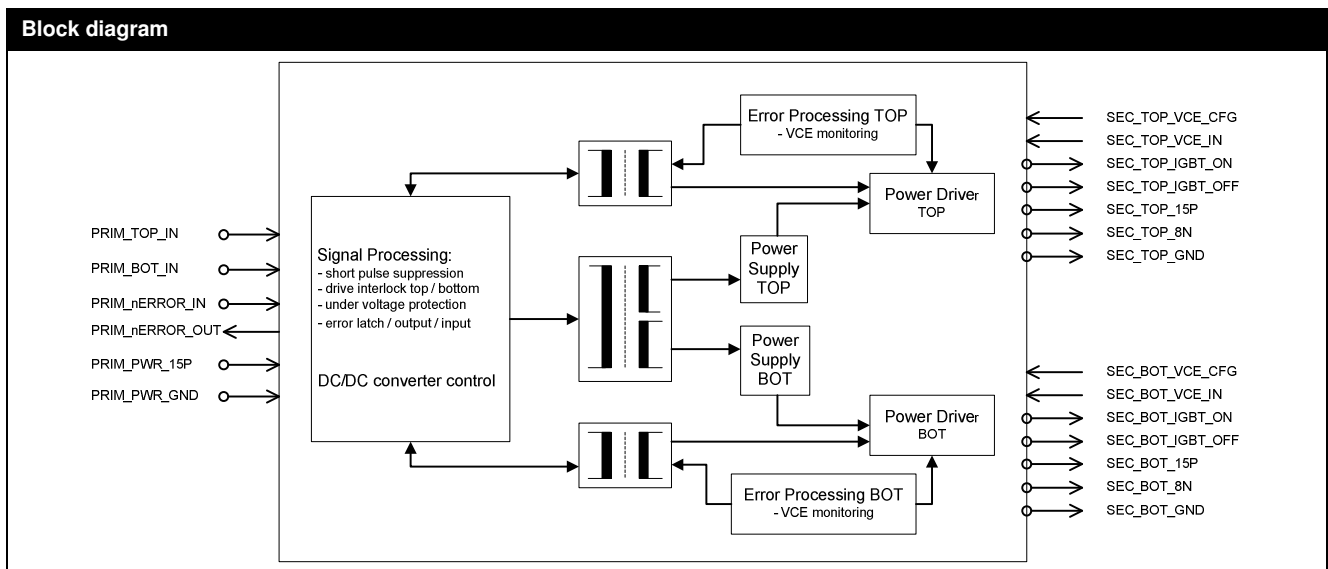 Block diagram
PRIM_TOP_IN
PRIM_BOT_IN
PRIM_nERROR_IN
PRIM_nERROR_OUT
PRIM_PWR_15P
PRIM_PWR_GND
Signal Processing:
- short pulse suppression
- drive interlock top / bottom
- under voltage protection
- error latch / output / input
DC/DC converter control
Error Processing TOP
- VCE monitoring
Power Driver
TOP
Power
Supply
TOP
Power
Supply
BOT
Power Driver
BOT
Error Processing BOT
- VCE monitoring
SEC_TOP_VCE_CFG
SEC_TOP_VCE_IN
SEC_TOP_IGBT_ON
SEC_TOP_IGBT_OFF
SEC_TOP_15P
SEC_TOP_8N
SEC_TOP_GND
SEC_BOT_VCE_CFG
SEC_BOT_VCE_IN
SEC_BOT_IGBT_ON
SEC_BOT_IGBT_OFF
SEC_BOT_15P
SEC_BOT_8N
SEC_BOT_GND